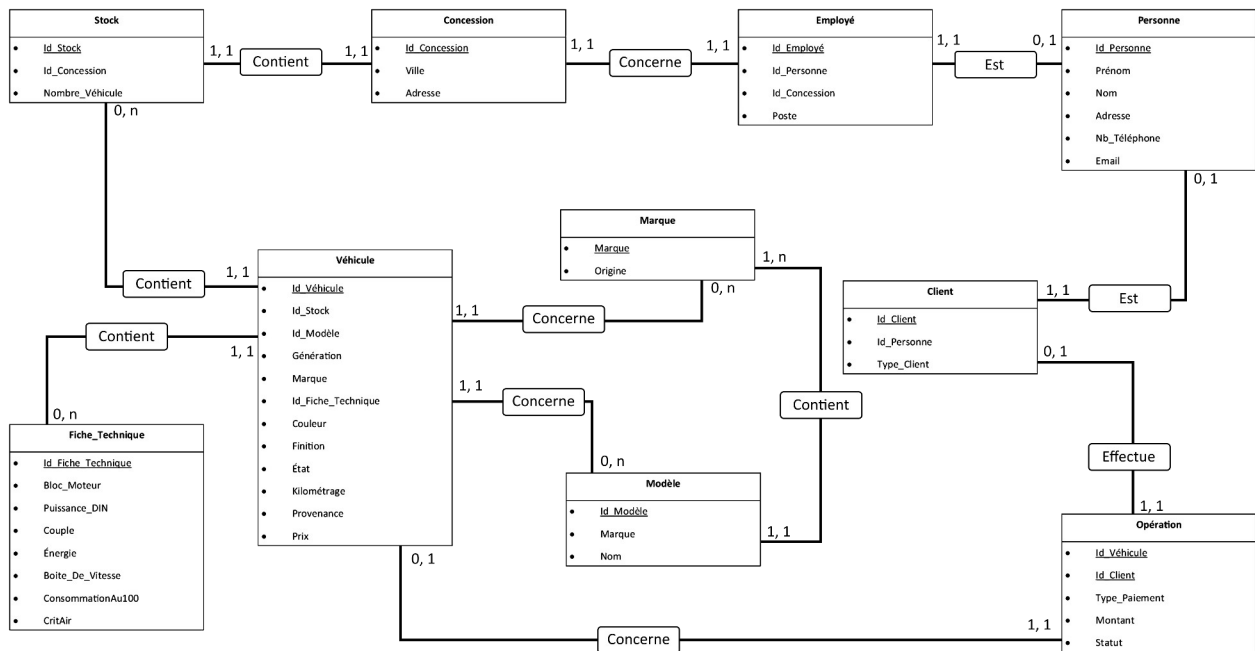 Stock
Id_Stock
Id_Concession
Nombre_Véhicule
1, 1
Contient
1, 1
Concession
Id_Concession
Ville
Adresse
1, 1
Concerne
1, 1
Employé
Id_Employé
Id_Personne
Id_Concession
Poste
1, 1
Est
0, 1
Personne
Id_Personne
Prénom
Nom
Adresse
Nb_Téléphone
Email
0, n
Contient
1, 1
0, 1
Est
1, 1
Marque
Marque
Origine
0, n
1, n
Véhicule
Id_Véhicule
Id_Stock
Id_Modèle
Génération
Marque
Id_Fiche_Technique
Couleur
Finition
État
Kilométrage
Provenance
Prix
1, 1
Concerne
1, 1
Concerne
0, n
Contient
1, 1
Client
Id_Client
Id_Personne
Type_Client
0, 1
Effectue
1, 1
Contient
1, 1
0, n
Fiche_Technique
Id_Fiche_Technique
Bloc_Moteur
Puissance_DIN
Couple
Énergie
Boite_De_Vitesse
ConsommationAu100
CritAir
Modèle
Id_Modèle
Marque
Nom
0, 1
Concerne
1, 1
Opération
Id_Véhicule
Id_Client
Type_Paiement
Montant
Statut